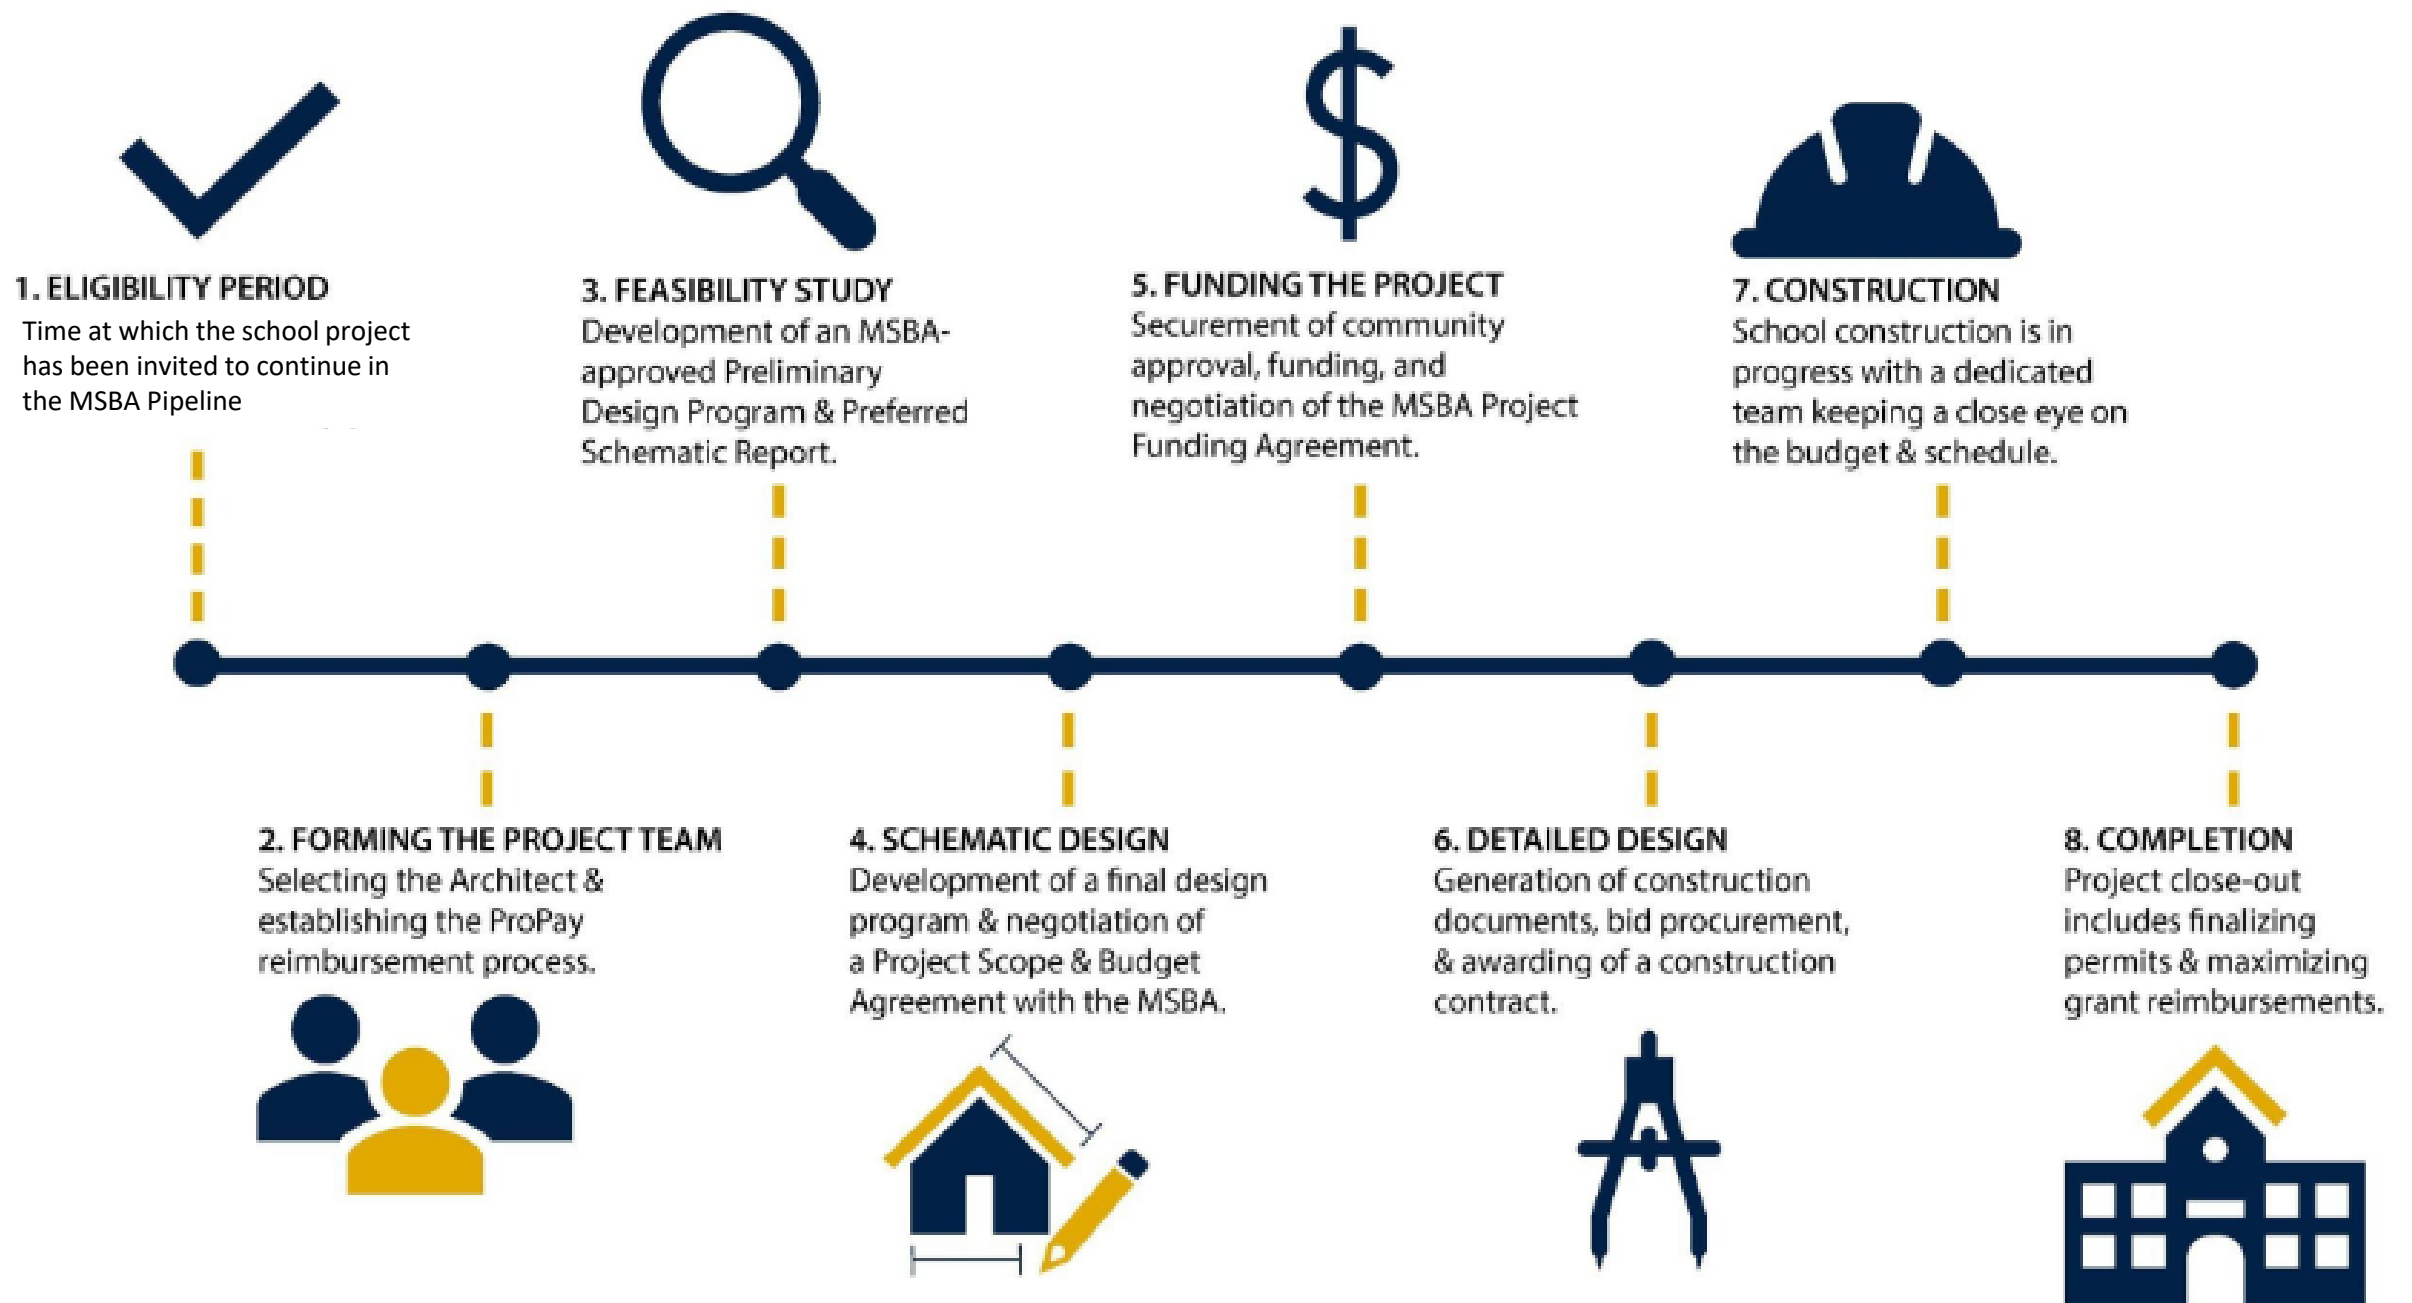 1. ELIGIBILITY PERIOD
Time at which the school project
has been invited to continue in
the MSBA Pipeline
2. FORMING THE PROJECT TEAM
Selecting the Architect &
establishing the ProPay
reimbursement process.
3. FEASIBILITY STUDY
Development of an MSBA-
approved Preliminary
Design Program & Preferred
Schematic Report.
4. SCHEMATIC DESIGN
Development of a final design
program & negotiation of
a Project Scope & Budget
Agreement with the MSBA.
5. FUNDING THE PROJECT
Securement of community
approval, funding, and
negotiation of the MSBA Project
Funding Agreement.
6. DETAILED DESIGN
Generation of construction
documents, bid procurement,
& awarding of a construction
contract.
7. CONSTRUCTION
School construction is in
progress with a dedicated
team keeping a close eye on
the budget & schedule.
8. COMPLETION
Project close-out
includes finalizing
permits & maximizing
grant reimbursements.